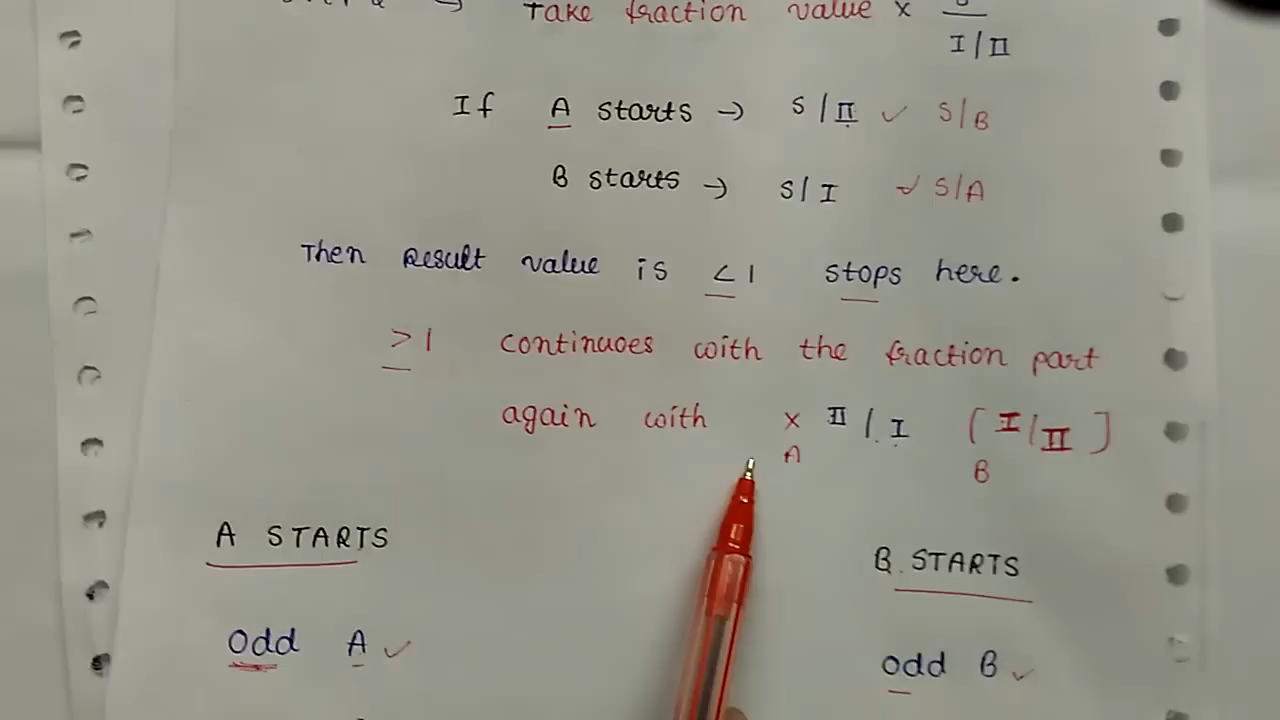 Take fraction value ×
I/II
If A starts → S/II ✓ S/B
B starts → S/I ✓ S/A
Then Result value is <1 stops here.
>1 continues with the fraction part
again with × II/I [I/II]
A B
A STARTS
B STARTS
Odd A ✓
Odd B ✓